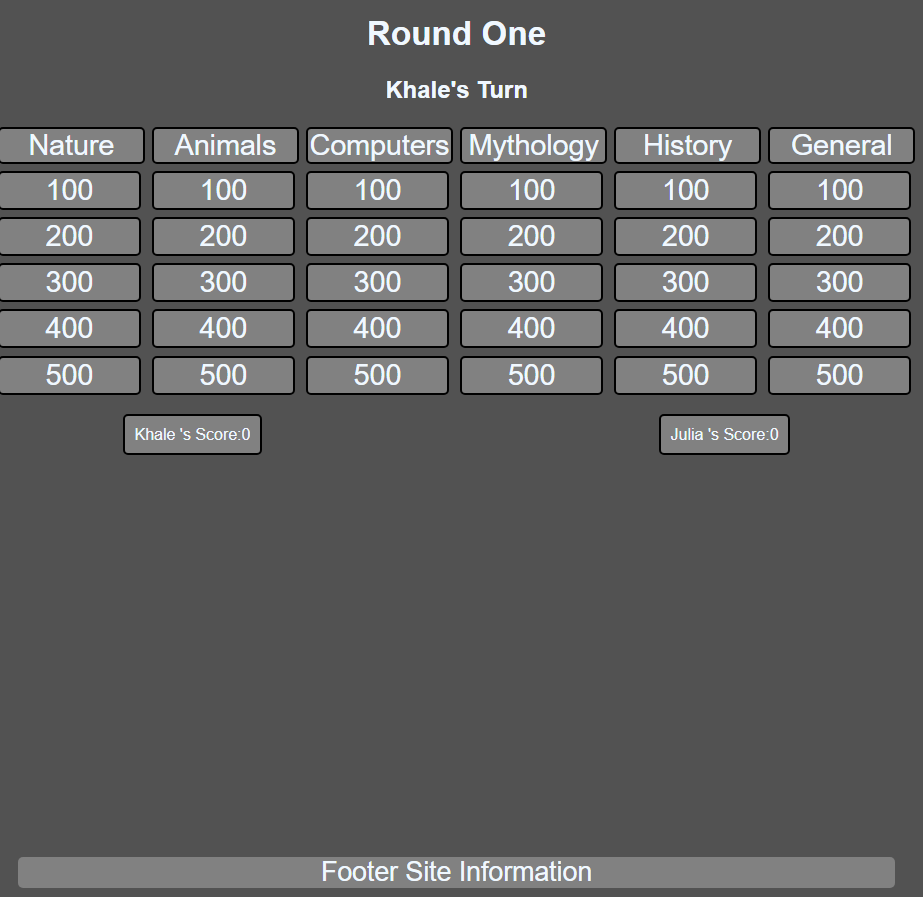 Round One
Khale's Turn
Nature Animals Computers Mythology History General
100 100 100 100 100 100
200 200 200 200 200 200
300 300 300 300 300 300
400 400 400 400 400 400
500 500 500 500 500 500
Khale 's Score:0 Julia 's Score:0
Footer Site Information